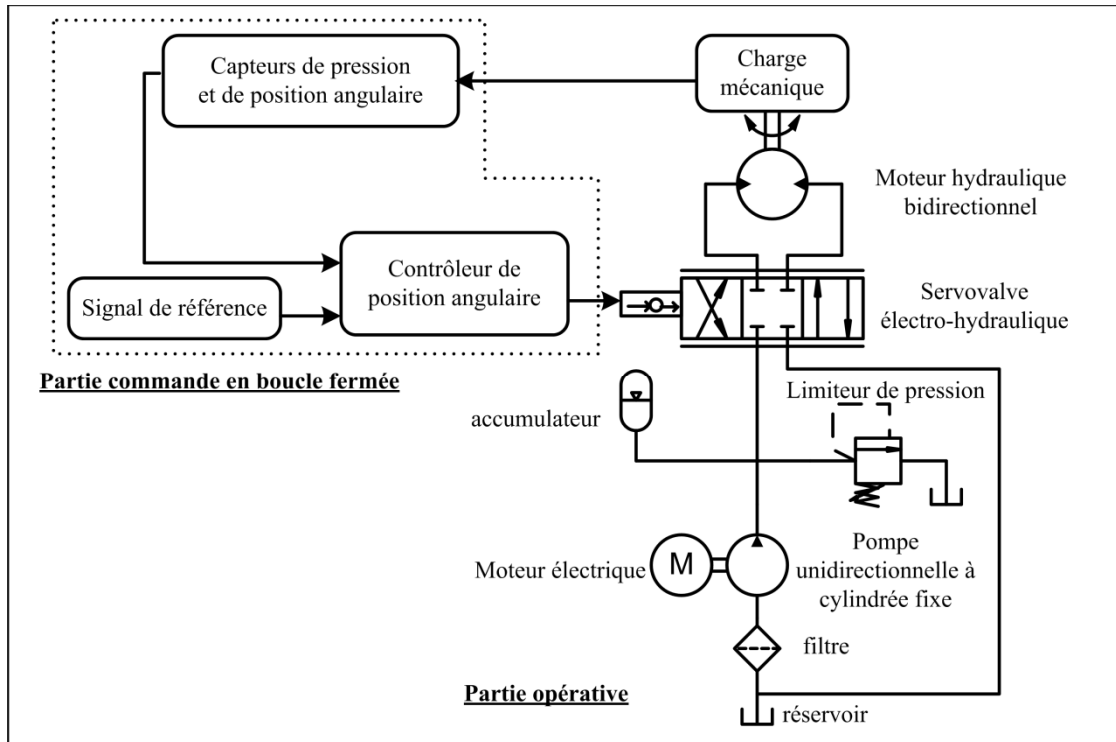 Capteurs de pression
et de position angulaire
Charge
mécanique
Moteur hydraulique
bidirectionnel
Contrôleur de
position angulaire
Signal de référence
Servovalve
électro-hydraulique
Partie commande en boucle fermée
Limiteur de pression
accumulateur
Moteur électrique
M
Pompe
unidirectionnelle à
cylindrée fixe
filtre
Partie opérative
réservoir